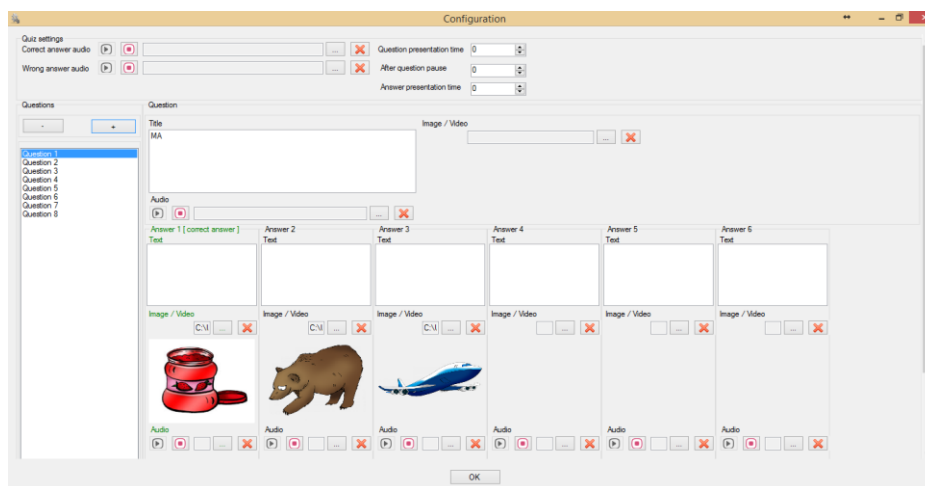 Configuration
Quiz settings
Correct answer audio ... Question presentation time 0
Wrong answer audio ... After question pause 0
Answer presentation time 0
Questions Question
- + Title Image / Video
MA ...
Question 1
Question 2
Question 3
Question 4
Question 5
Question 6
Question 7
Question 8
Audio
...
Answer 1 [ correct answer ] Answer 2 Answer 3 Answer 4 Answer 5 Answer 6
Text Text Text Text Text Text
Image / Video Image / Video Image / Video Image / Video Image / Video Image / Video
C:\I ... C:\I ... C:\I ... ... ... ...
Audio Audio Audio Audio Audio Audio
... ... ... ... ... ...
OK